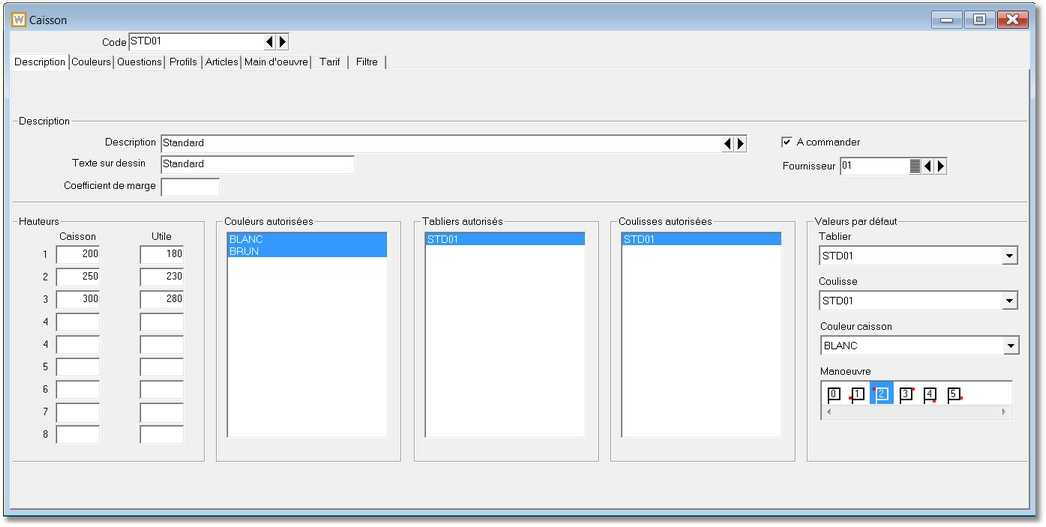 W Caisson
Code STD01
Description Couleurs Questions Profils Articles Main d'oeuvre Tarif Filtre
Description
Description Standard A commander
Texte sur dessin Standard Fournisseur 01
Coefficient de marge
Hauteurs Couleurs autorisées Tabliers autorisés Coulisses autorisées Valeurs par défaut
Caisson Utile BLANC STD01 STD01 Tablier
1 200 180 BRUN STD01
2 250 230 Coulisse
3 300 280 STD01
4 Couleur caisson
4 BLANC
5 Manoeuvre
6 0 1 2 3 4 5
7
8